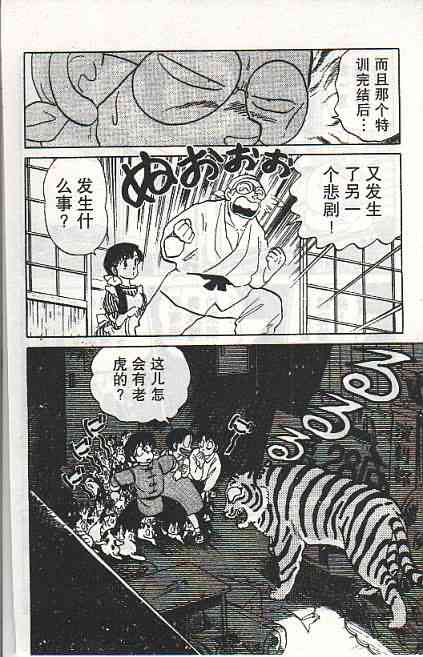 而且那个特
训完结后…
ぬおおおお
又发生
了另一
个悲剧！
发生什
么事？
这儿怎
会有老
虎的？